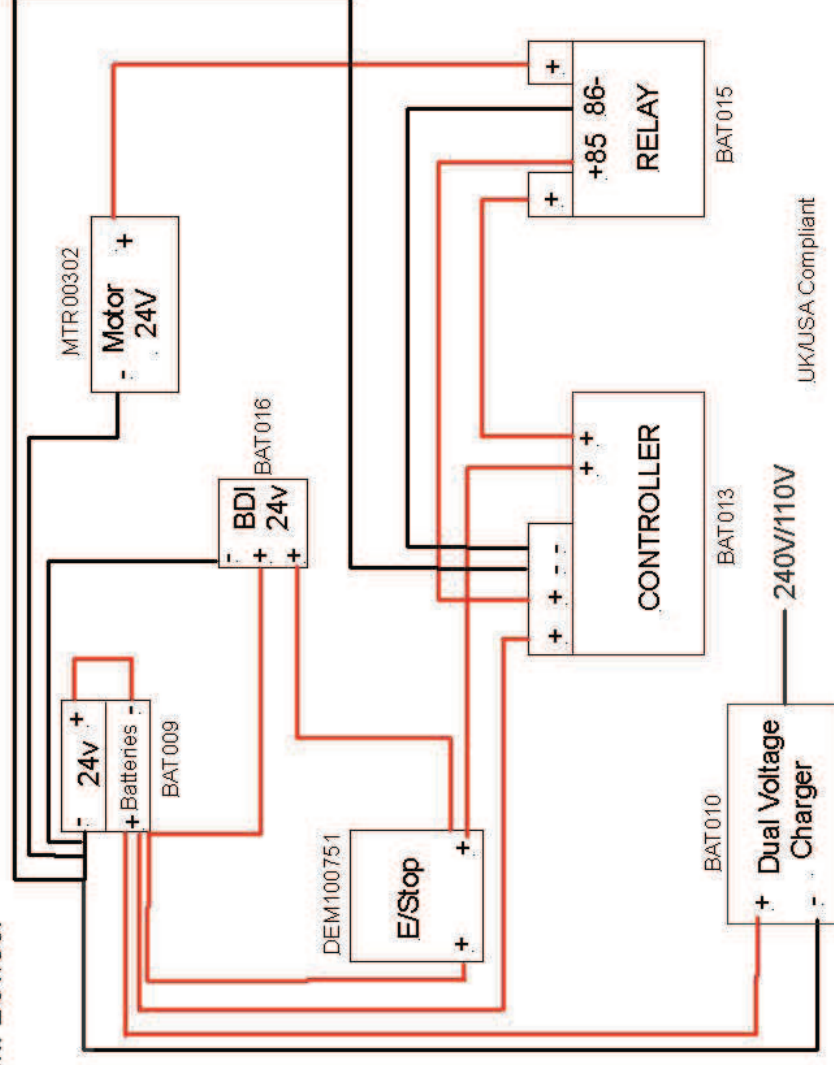 MTR00302
- Motor +
24V
- 24v +
+ Batteries -
BAT009
- BDI
+ 24v
+
BAT016
+ +85 86- +
RELAY
BAT015
DEM100751
E/Stop
+ +
+ + - - + +
CONTROLLER
BAT013
UK/USA Compliant
BAT010
+ Dual Voltage
- Charger
240V/110V